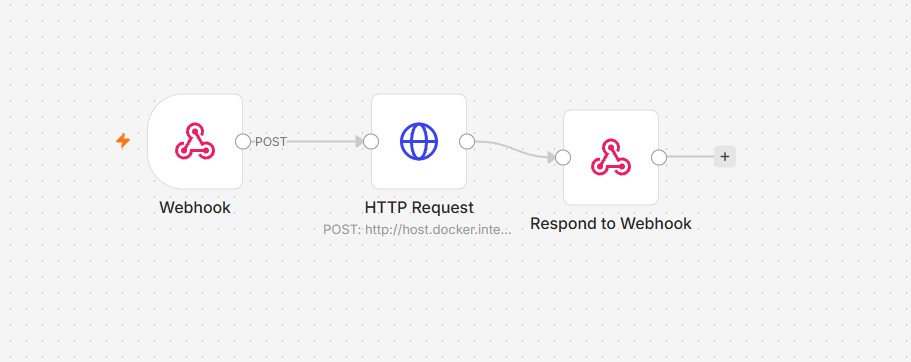 POST
Webhook
HTTP Request
POST: http://host.docker.inte...
Respond to Webhook
+